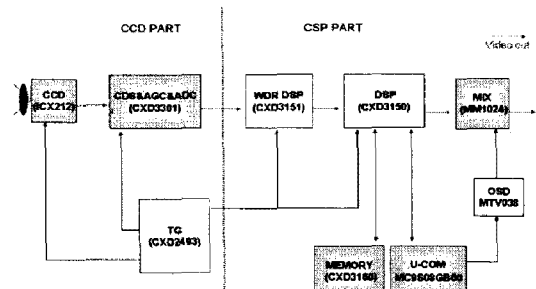 CCD PART
CSP PART
Video out
CCD
(ICX212)
CDS&AGC&ADC
(CXD3301)
WDR DSP
(CXD3151)
DSP
(CXD3150)
MIX
(MM1024)
OSD
MTV038
TG
(CXD2493)
MEMORY
(CXD3160)
U-COM